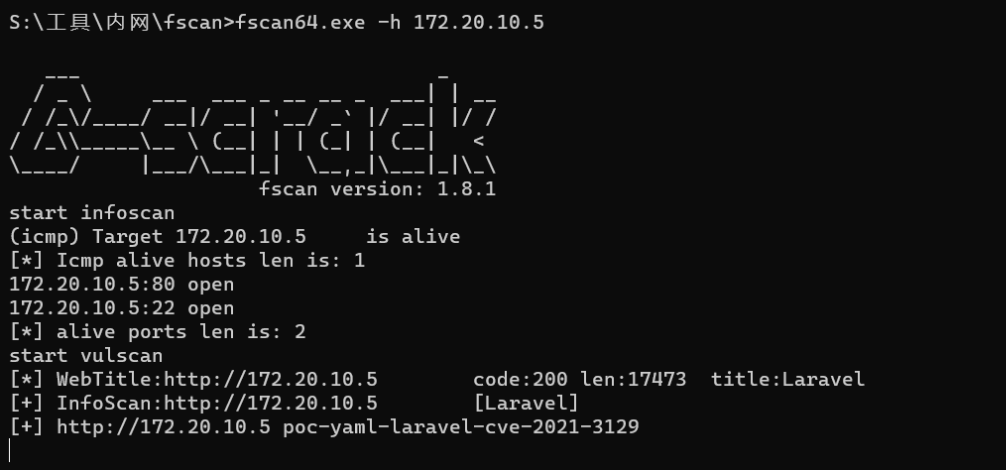 S:\工具\内网\fscan>fscan64.exe -h 172.20.10.5
   ___                              _
  / _ \     ___  ___ _ __ __ _  ___| | __
 / /_\/____/ __|/ __| '__/ _` |/ __| |/ /
/ /_\\_____\__ \ (__| | | (_| | (__|   <
\____/     |___/\___|_|  \__,_|\___|_|\_\
                     fscan version: 1.8.1
start infoscan
(icmp) Target 172.20.10.5     is alive
[*] Icmp alive hosts len is: 1
172.20.10.5:80 open
172.20.10.5:22 open
[*] alive ports len is: 2
start vulscan
[*] WebTitle:http://172.20.10.5        code:200 len:17473  title:Laravel
[+] InfoScan:http://172.20.10.5        [Laravel]
[+] http://172.20.10.5 poc-yaml-laravel-cve-2021-3129